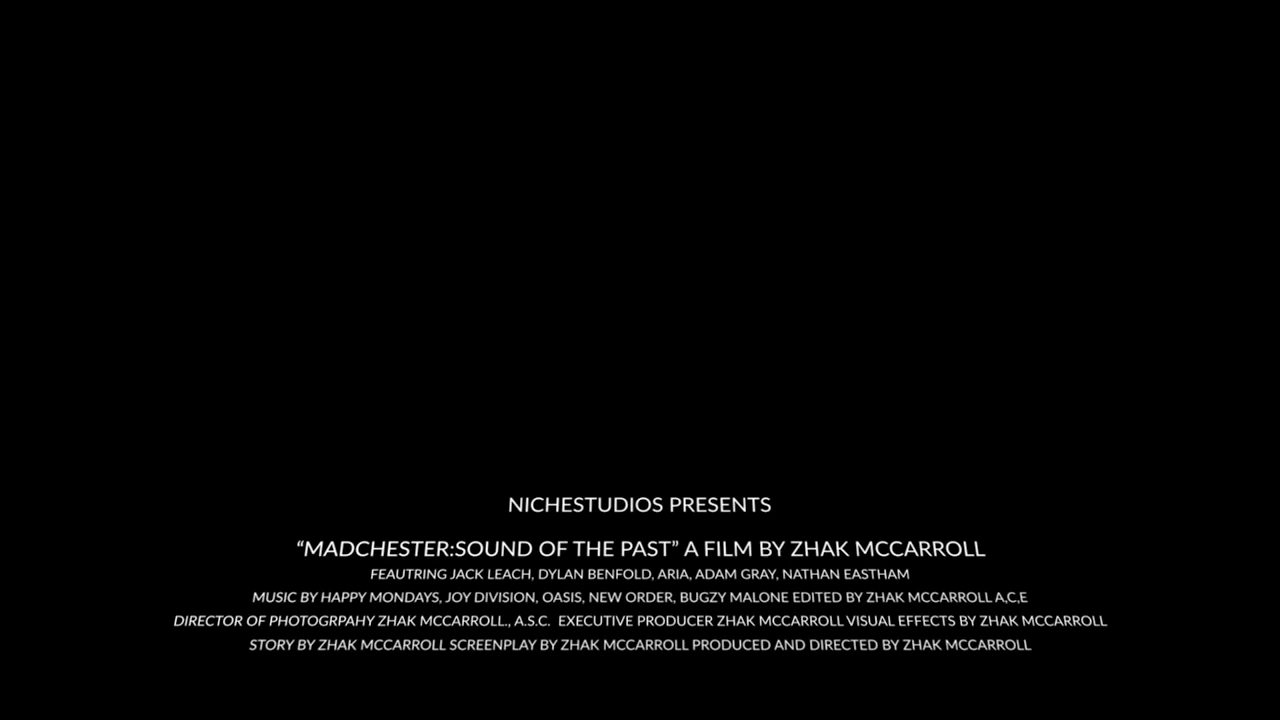 NICHESTUDIOS PRESENTS
“MADCHESTER:SOUND OF THE PAST” A FILM BY ZHAK MCCARROLL
FEAUTRING JACK LEACH, DYLAN BENFOLD, ARIA, ADAM GRAY, NATHAN EASTHAM
MUSIC BY HAPPY MONDAYS, JOY DIVISION, OASIS, NEW ORDER, BUGZY MALONE EDITED BY ZHAK MCCARROLL A,C,E
DIRECTOR OF PHOTOGRPAHY ZHAK MCCARROLL., A.S.C.  EXECUTIVE PRODUCER ZHAK MCCARROLL VISUAL EFFECTS BY ZHAK MCCARROLL
STORY BY ZHAK MCCARROLL SCREENPLAY BY ZHAK MCCARROLL PRODUCED AND DIRECTED BY ZHAK MCCARROLL